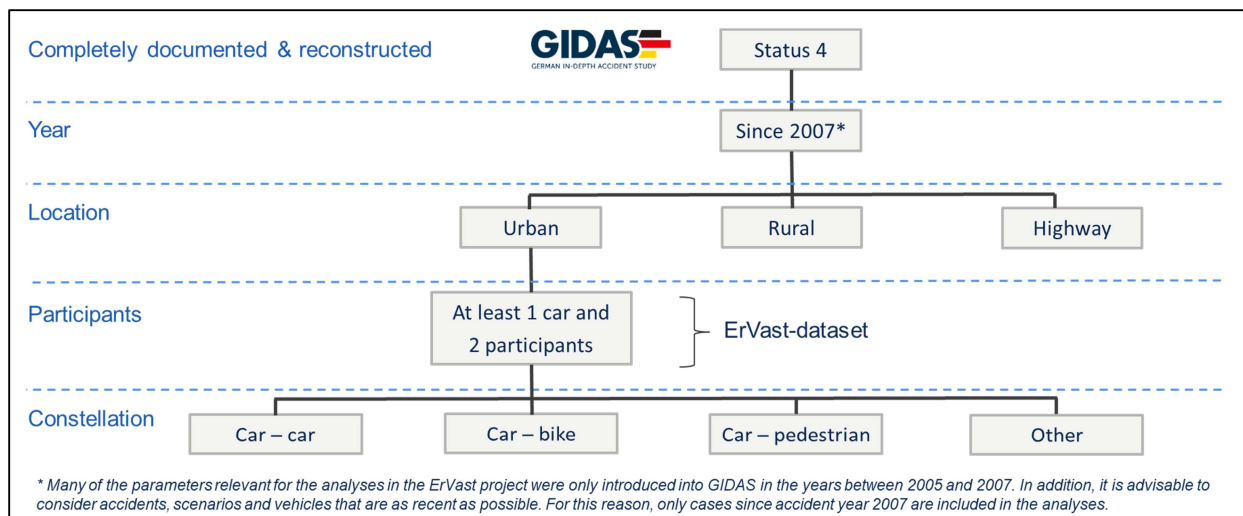 Completely documented & reconstructed
GIDAS
GERMAN IN-DEPTH ACCIDENT STUDY
Status 4
Year
Since 2007*
Location
Urban
Rural
Highway
Participants
At least 1 car and
2 participants
ErVast-dataset
Constellation
Car – car
Car – bike
Car – pedestrian
Other
* Many of the parameters relevant for the analyses in the ErVast project were only introduced into GIDAS in the years between 2005 and 2007. In addition, it is advisable to
consider accidents, scenarios and vehicles that are as recent as possible. For this reason, only cases since accident year 2007 are included in the analyses.